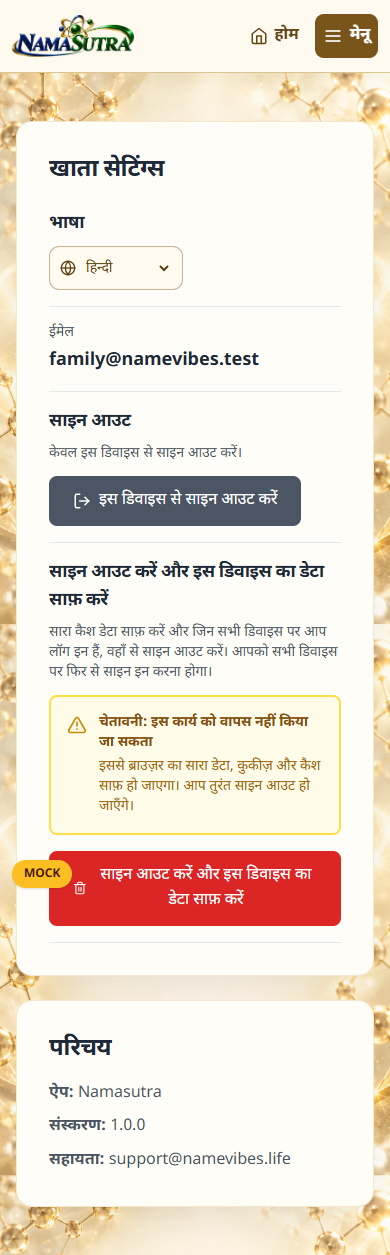 NAMASUTRA
होम
मेनू
खाता सेटिंग्स
भाषा
हिन्दी
ईमेल
family@namevibes.test
साइन आउट
केवल इस डिवाइस से साइन आउट करें।
इस डिवाइस से साइन आउट करें
साइन आउट करें और इस डिवाइस का डेटा
साफ़ करें
सारा कैश डेटा साफ़ करें और जिन सभी डिवाइस पर आप
लॉग इन हैं, वहाँ से साइन आउट करें। आपको सभी डिवाइस
पर फिर से साइन इन करना होगा।
चेतावनी: इस कार्य को वापस नहीं किया
जा सकता
इससे ब्राउज़र का सारा डेटा, कुकीज़ और कैश
साफ़ हो जाएगा। आप तुरंत साइन आउट हो
जाएँगे।
MOCK
साइन आउट करें और इस डिवाइस का
डेटा साफ़ करें
परिचय
ऐप: Namasutra
संस्करण: 1.0.0
सहायता: support@namevibes.life